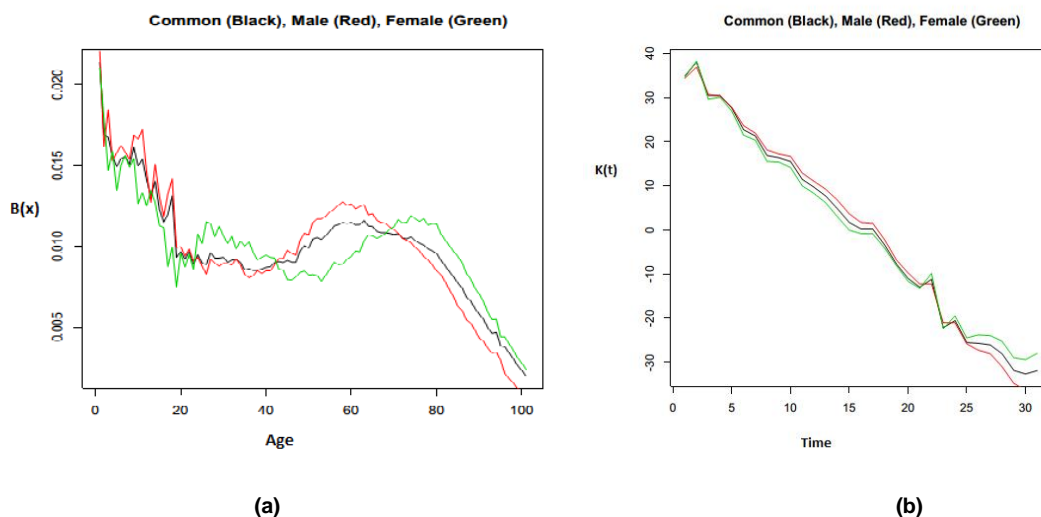 Common (Black), Male (Red), Female (Green)
0.020
0.015
B(x)
0.010
0.005
0 20 40 60 80 100
Age
(a)
Common (Black), Male (Red), Female (Green)
40
30
20
K(t)
10
0
-10
-20
-30
0 5 10 15 20 25 30
Time
(b)